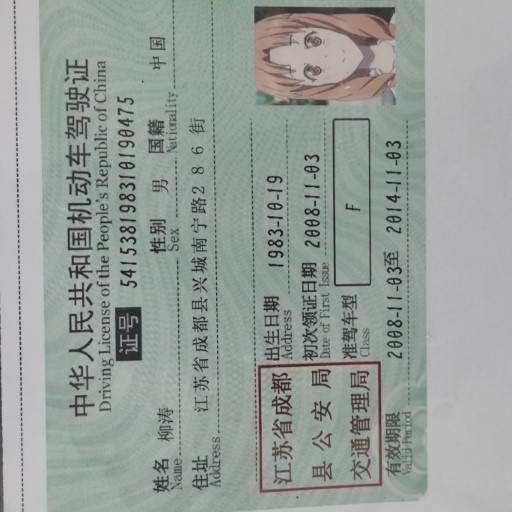 中华人民共和国机动车驾驶证
Driving License of the People's Republic of China
证号 541538198310190475
姓名 柳涛 性别 男 国籍 中国
Name Sex Nationality
住址 江苏省成都县兴城南宁路286街
Address
出生日期 1983-10-19
Address
初次领证日期 2008-11-03
Date of First Issue
准驾车型 F
Class
江苏省成都
县公安局
交通管理局
有效期限 2008-11-03至 2014-11-03
Valid Period